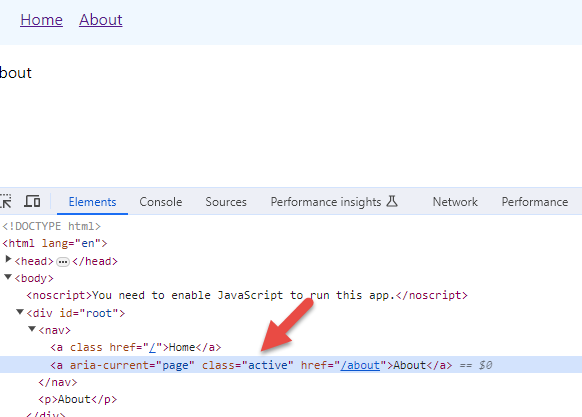 Home About
bout
Elements Console Sources Performance insights Network Performance
<!DOCTYPE html>
<html lang="en">
<head> ··· </head>
<body>
<noscript>You need to enable JavaScript to run this app.</noscript>
<div id="root">
<nav>
<a class href="/">Home</a>
<a aria-current="page" class="active" href="/about">About</a> == $0
</nav>
<p>About</p>
</div>